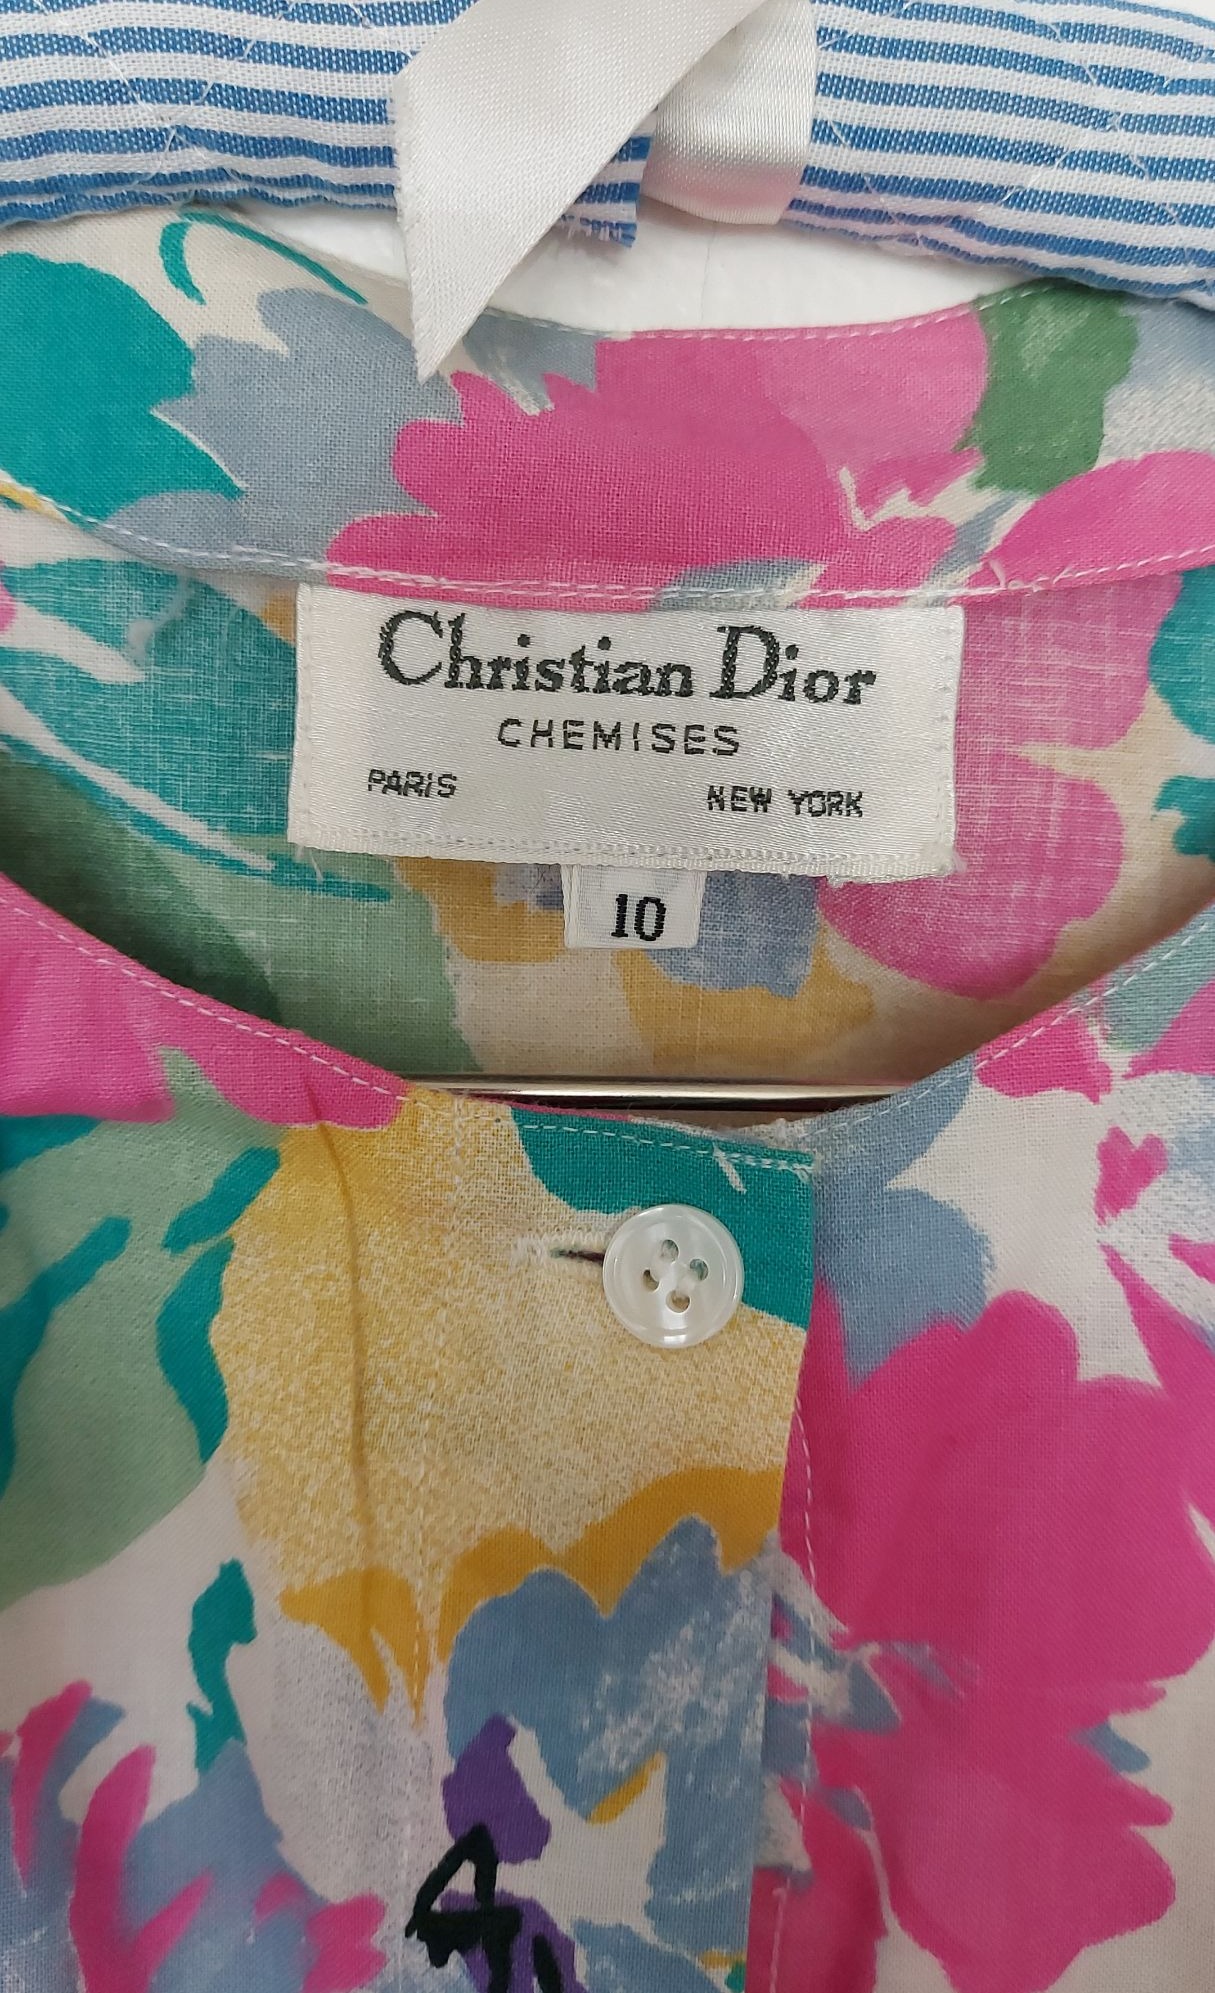 Christian Dior
CHEMISES
PARIS NEW YORK
10